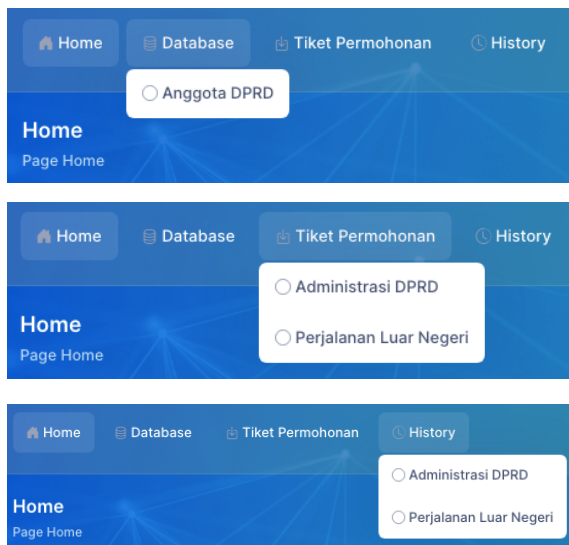 Home Database Tiket Permohonan History
Anggota DPRD
Home
Page Home
Home Database Tiket Permohonan History
Administrasi DPRD
Perjalanan Luar Negeri
Home
Page Home
Home Database Tiket Permohonan History
Administrasi DPRD
Perjalanan Luar Negeri
Home
Page Home